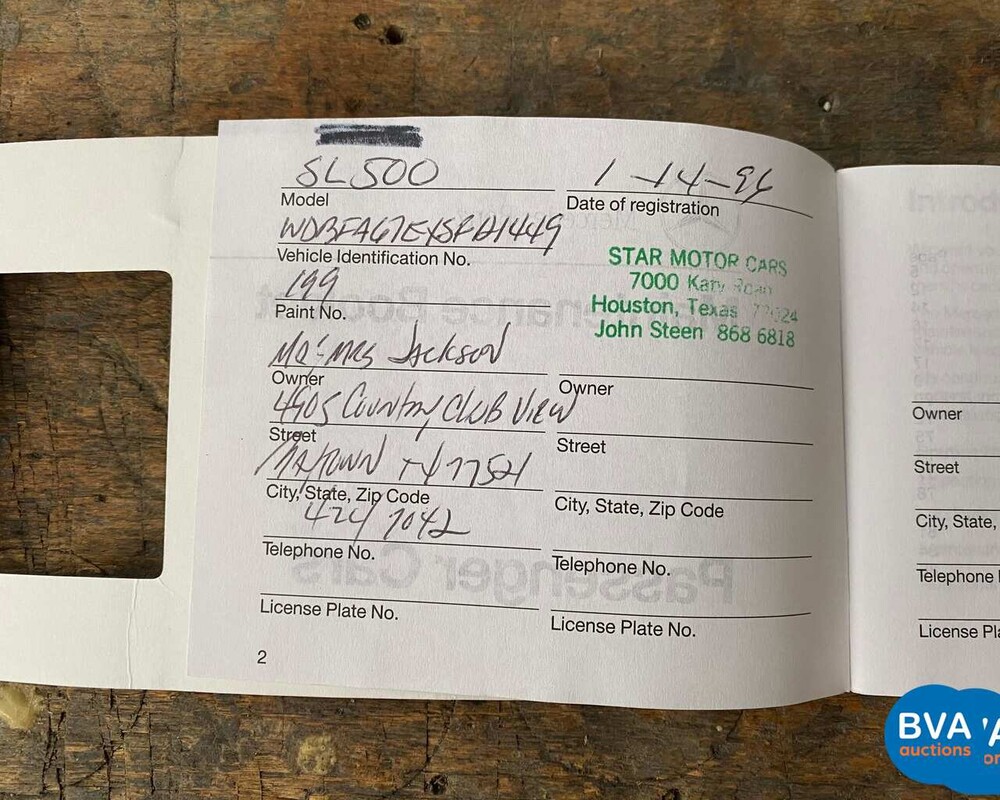 SL500
Model
1-14-96
Date of registration
Vehicle Identification No.
199
Paint No.
STAR MOTOR CARS
7000 Katy Road
Houston, Texas 77024
John Steen 868 6818
Mr & Mrs Jackson
Owner
4905 Country Club View
Street
TX 77521
City, State, Zip Code
424 7042
Telephone No.
License Plate No.
2
Owner
Street
City, State, Zip Code
Telephone No.
License Plate No.
Owner
Street
City, State,
Telephone
License Pla
BVA
auctions